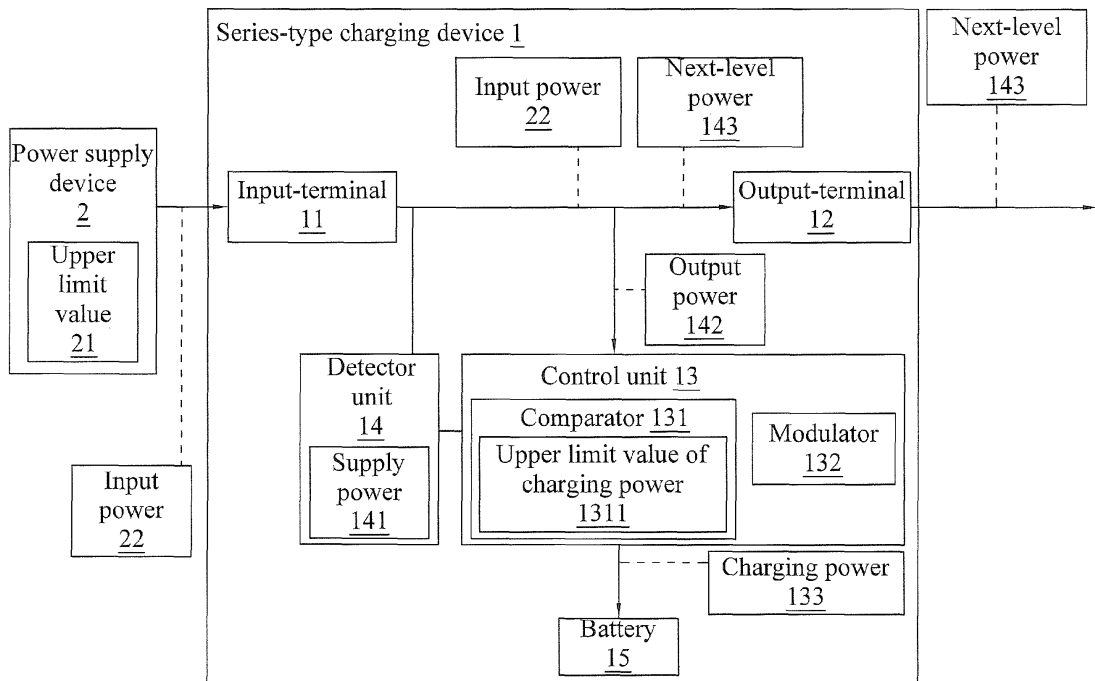 Series-type charging device 1
Next-level
power
143
Input power
22
Next-level
power
143
Power supply
device
2
Upper
limit
value
21
Input-terminal
11
Output-terminal
12
Output
power
142
Detector
unit
14
Supply
power
141
Control unit 13
Comparator 131
Upper limit value of
charging power
1311
Modulator
132
Input
power
22
Charging power
133
Battery
15